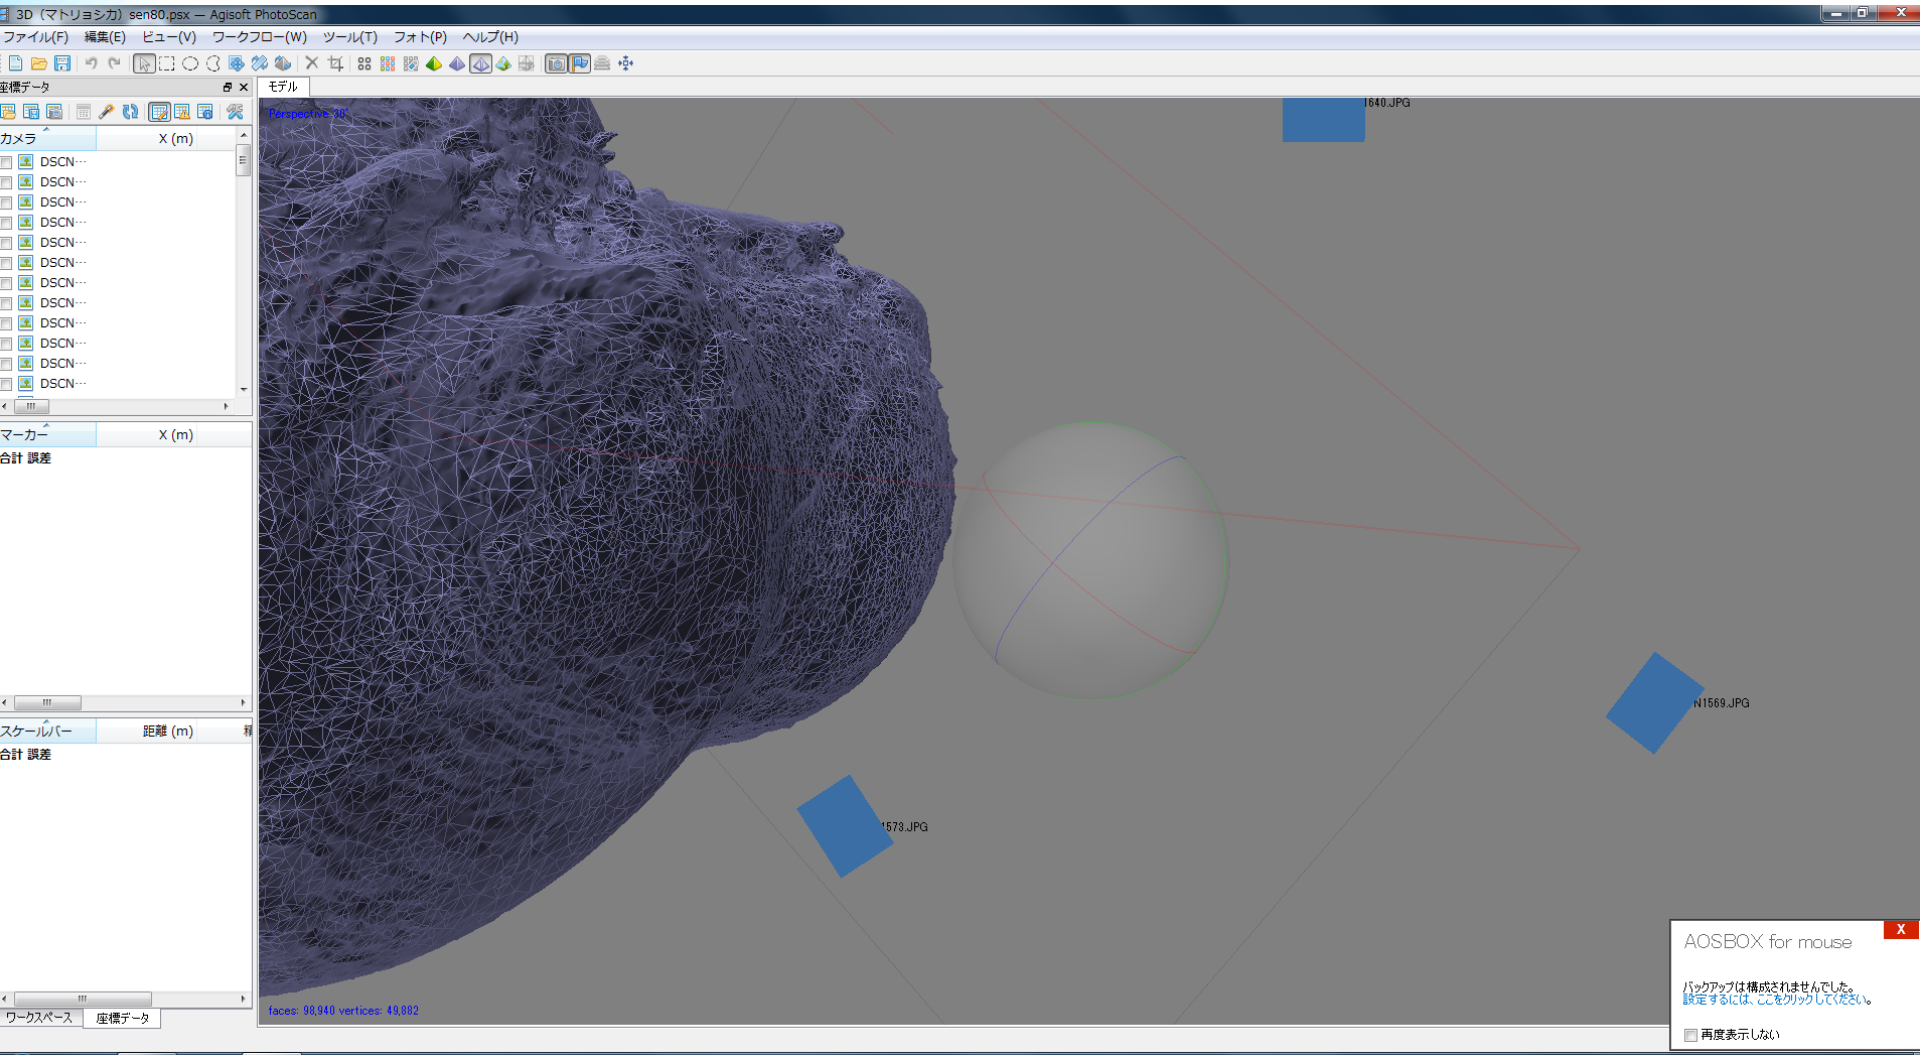 3D（マトリョシカ）sen80.psx — Agisoft PhotoScan
ファイル(F) 編集(E) ビュー(V) ワークフロー(W) ツール(T) フォト(P) ヘルプ(H)
座標データ
モデル
カメラ X (m)
DSCN…
DSCN…
DSCN…
DSCN…
DSCN…
DSCN…
DSCN…
DSCN…
DSCN…
DSCN…
DSCN…
DSCN…
マーカー X (m)
合計 誤差
スケールバー 距離 (m) 精
合計 誤差
ワークスペース 座標データ
Perspective 30°
1640.JPG
N1569.JPG
1573.JPG
faces: 98,940 vertices: 49,882
AOSBOX for mouse
X
バックアップは構成されませんでした。
設定するには、ここをクリックしてください。
再度表示しない